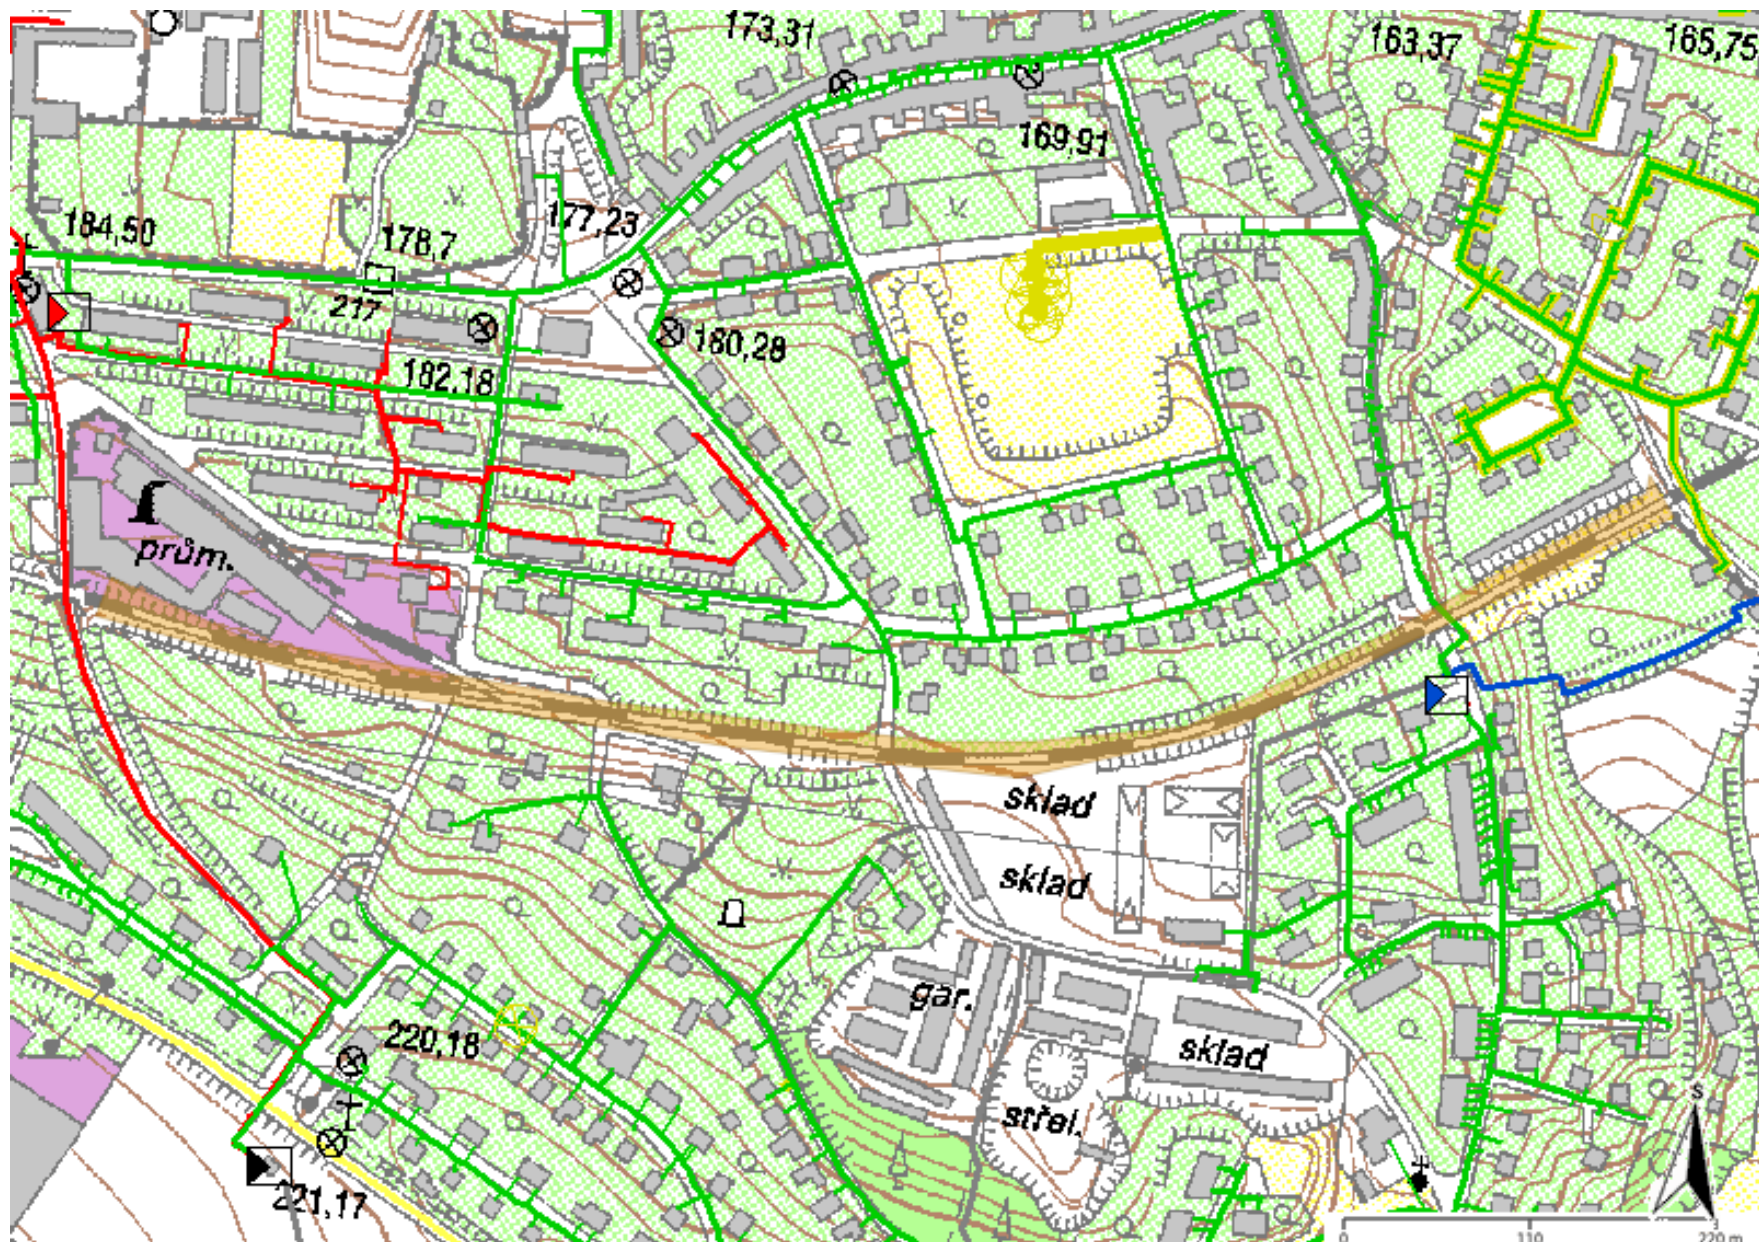 173,31
163,37
165,75
169,91
184,50
177,23
178,7
217
180,28
182,18
prům.
sklad
sklad
gar.
220,18
sklad
střel.
221,17
S
0 110 220 m